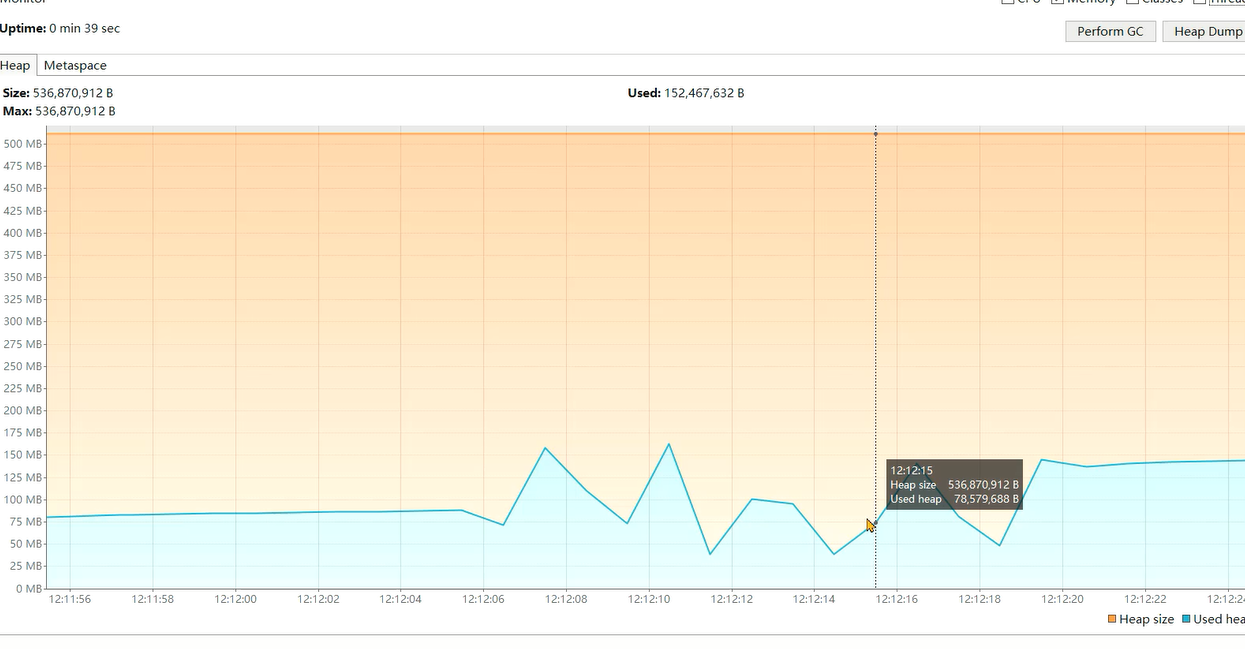 Monitor
Memory
Classes
Uptime: 0 min 39 sec
Perform GC
Heap Dump
Heap
Metaspace
Size: 536,870,912 B
Used: 152,467,632 B
Max: 536,870,912 B
500 MB
475 MB
450 MB
425 MB
400 MB
375 MB
350 MB
325 MB
300 MB
275 MB
250 MB
225 MB
200 MB
175 MB
150 MB
125 MB
100 MB
75 MB
50 MB
25 MB
0 MB
12:12:15
Heap size 536,870,912 B
Used heap 78,579,688 B
12:11:56
12:11:58
12:12:00
12:12:02
12:12:04
12:12:06
12:12:08
12:12:10
12:12:12
12:12:14
12:12:16
12:12:18
12:12:20
12:12:22
12:12:24
Heap size
Used hea